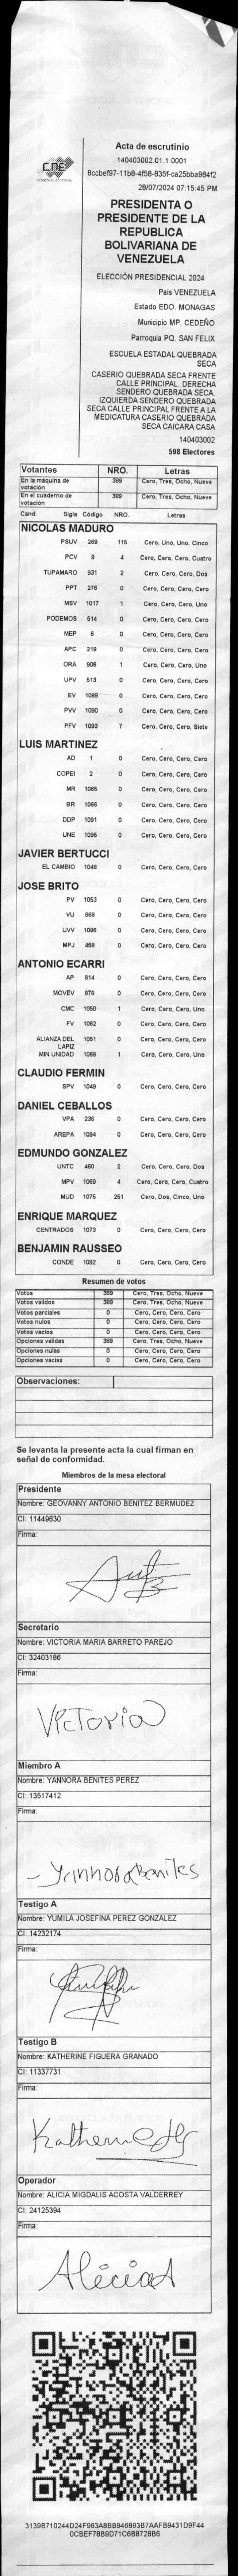 CNE
Acta de escrutinio
140403002.01.1.0001
8ccbef97-11b8-4f58-835f-ca25bba984f2
28/07/2024 07:15:45 PM
PRESIDENTA O
PRESIDENTE DE LA
REPUBLICA
BOLIVARIANA DE
VENEZUELA
ELECCIÓN PRESIDENCIAL 2024
País VENEZUELA
Estado EDO. MONAGAS
Municipio MP. CEDEÑO
Parroquia PQ. SAN FELIX
ESCUELA ESTADAL QUEBRADA
SECA
CASERIO QUEBRADA SECA FRENTE
CALLE PRINCIPAL. DERECHA
SENDERO QUEBRADA SECA.
IZQUIERDA SENDERO QUEBRADA
SECA CALLE PRINCIPAL FRENTE A LA
MEDICATURA CASERIO QUEBRADA
SECA CAICARA CASA
140403002
598 Electores
Votantes NRO. Letras
En la máquina de votación 389 Cero, Tres, Ocho, Nueve
En el cuaderno de votación 389 Cero, Tres, Ocho, Nueve
Cand. Sigla Código NRO. Letras
NICOLAS MADURO
PSUV 269 115 Cero, Uno, Uno, Cinco
PCV 9 4 Cero, Cero, Cero, Cuatro
TUPAMARO 931 2 Cero, Cero, Cero, Dos
PPT 275 0 Cero, Cero, Cero, Cero
MSV 1017 1 Cero, Cero, Cero, Uno
PODEMOS 514 0 Cero, Cero, Cero, Cero
MEP 6 0 Cero, Cero, Cero, Cero
APC 219 0 Cero, Cero, Cero, Cero
ORA 906 1 Cero, Cero, Cero, Uno
UPV 513 0 Cero, Cero, Cero, Cero
EV 1089 0 Cero, Cero, Cero, Cero
PVV 1090 0 Cero, Cero, Cero, Cero
PFV 1093 7 Cero, Cero, Cero, Siete
LUIS MARTINEZ
AD 1 0 Cero, Cero, Cero, Cero
COPEI 2 0 Cero, Cero, Cero, Cero
MR 1065 0 Cero, Cero, Cero, Cero
BR 1066 0 Cero, Cero, Cero, Cero
DDP 1091 0 Cero, Cero, Cero, Cero
UNE 1095 0 Cero, Cero, Cero, Cero
JAVIER BERTUCCI
EL CAMBIO 1048 0 Cero, Cero, Cero, Cero
JOSE BRITO
PV 1053 0 Cero, Cero, Cero, Cero
VU 868 0 Cero, Cero, Cero, Cero
UVV 1096 0 Cero, Cero, Cero, Cero
MPJ 458 0 Cero, Cero, Cero, Cero
ANTONIO ECARRI
AP 914 0 Cero, Cero, Cero, Cero
MOVEV 878 0 Cero, Cero, Cero, Cero
CMC 1050 1 Cero, Cero, Cero, Uno
FV 1062 0 Cero, Cero, Cero, Cero
ALIANZA DEL LAPIZ 1051 0 Cero, Cero, Cero, Cero
MIN UNIDAD 1068 1 Cero, Cero, Cero, Uno
CLAUDIO FERMIN
SPV 1049 0 Cero, Cero, Cero, Cero
DANIEL CEBALLOS
VPA 236 0 Cero, Cero, Cero, Cero
AREPA 1094 0 Cero, Cero, Cero, Cero
EDMUNDO GONZALEZ
UNTC 460 2 Cero, Cero, Cero, Dos
MPV 1069 4 Cero, Cero, Cero, Cuatro
MUD 1075 251 Cero, Dos, Cinco, Uno
ENRIQUE MARQUEZ
CENTRADOS 1073 0 Cero, Cero, Cero, Cero
BENJAMIN RAUSSEO
CONDE 1092 0 Cero, Cero, Cero, Cero
Resumen de votos
Votos 389 Cero, Tres, Ocho, Nueve
Votos validos 389 Cero, Tres, Ocho, Nueve
Votos parciales 0 Cero, Cero, Cero, Cero
Votos nulos 0 Cero, Cero, Cero, Cero
Votos vacios 0 Cero, Cero, Cero, Cero
Opciones validas 389 Cero, Tres, Ocho, Nueve
Opciones nulas 0 Cero, Cero, Cero, Cero
Opciones vacias 0 Cero, Cero, Cero, Cero
Observaciones:
Se levanta la presente acta la cual firman en
señal de conformidad.
Miembros de la mesa electoral
Presidente
Nombre: GEOVANNY ANTONIO BENITEZ BERMUDEZ
CI: 11449630
Firma:
Secretario
Nombre: VICTORIA MARIA BARRETO PAREJO
CI: 32403186
Firma:
Victoria
Miembro A
Nombre: YANNORA BENITES PEREZ
CI: 13517412
Firma:
Yannora Benites
Testigo A
Nombre: YUMILA JOSEFINA PEREZ GONZALEZ
CI: 14232174
Firma:
Testigo B
Nombre: KATHERINE FIGUERA GRANADO
CI: 11337731
Firma:
Operador
Nombre: ALICIA MIGDALIS ACOSTA VALDERREY
CI: 24125394
Firma:
3139B710244D24F963A8BB946893B7AAFB9431D9F44
0CBEF78B9D71C6B8728B6